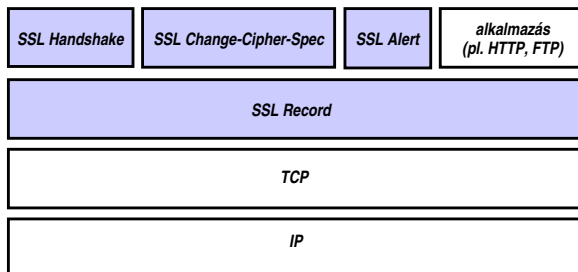 SSL Handshake
SSL Change-Cipher-Spec
SSL Alert
alkalmazás
(pl. HTTP, FTP)
SSL Record
TCP
IP